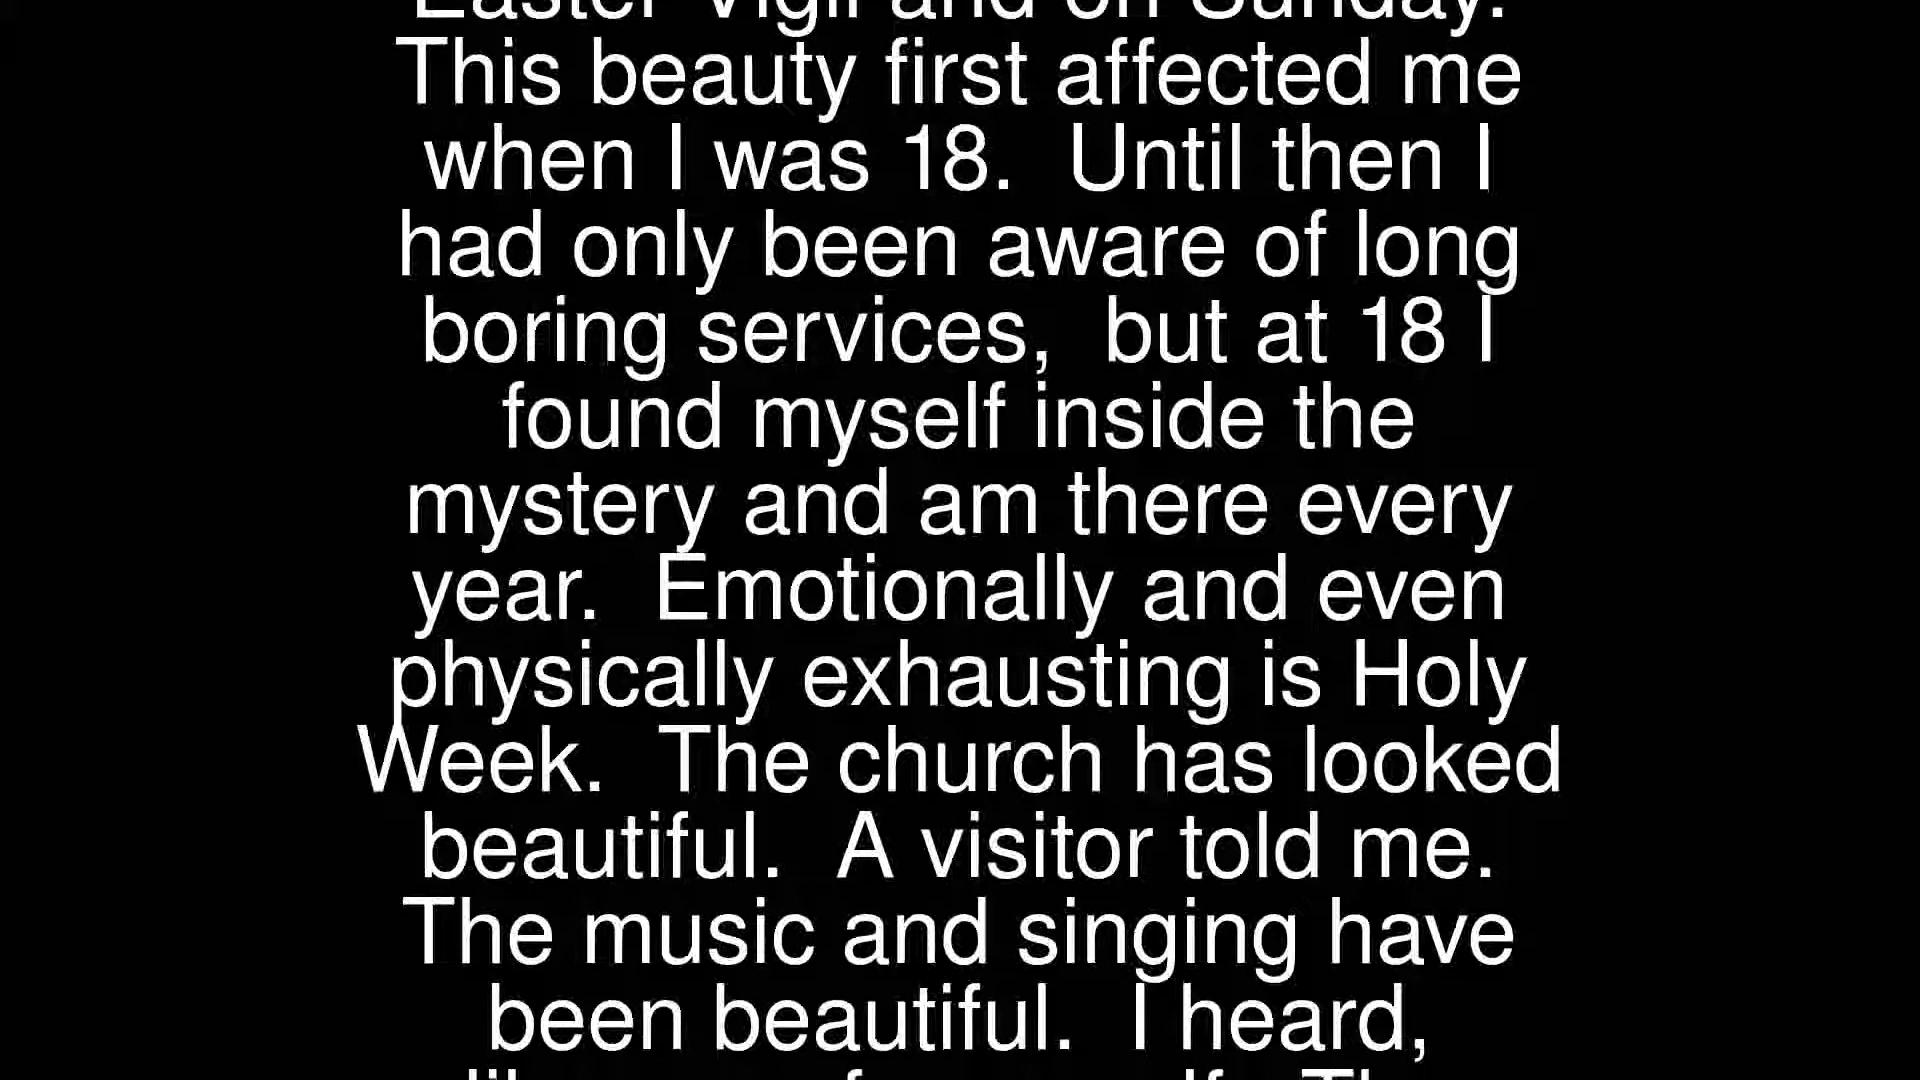 Easter Vigil and on Sunday.
This beauty first affected me
when I was 18.  Until then I
had only been aware of long
boring services,  but at 18 I
found myself inside the
mystery and am there every
year.  Emotionally and even
physically exhausting is Holy
Week.  The church has looked
beautiful.  A visitor told me.
The music and singing have
been beautiful.  I heard,